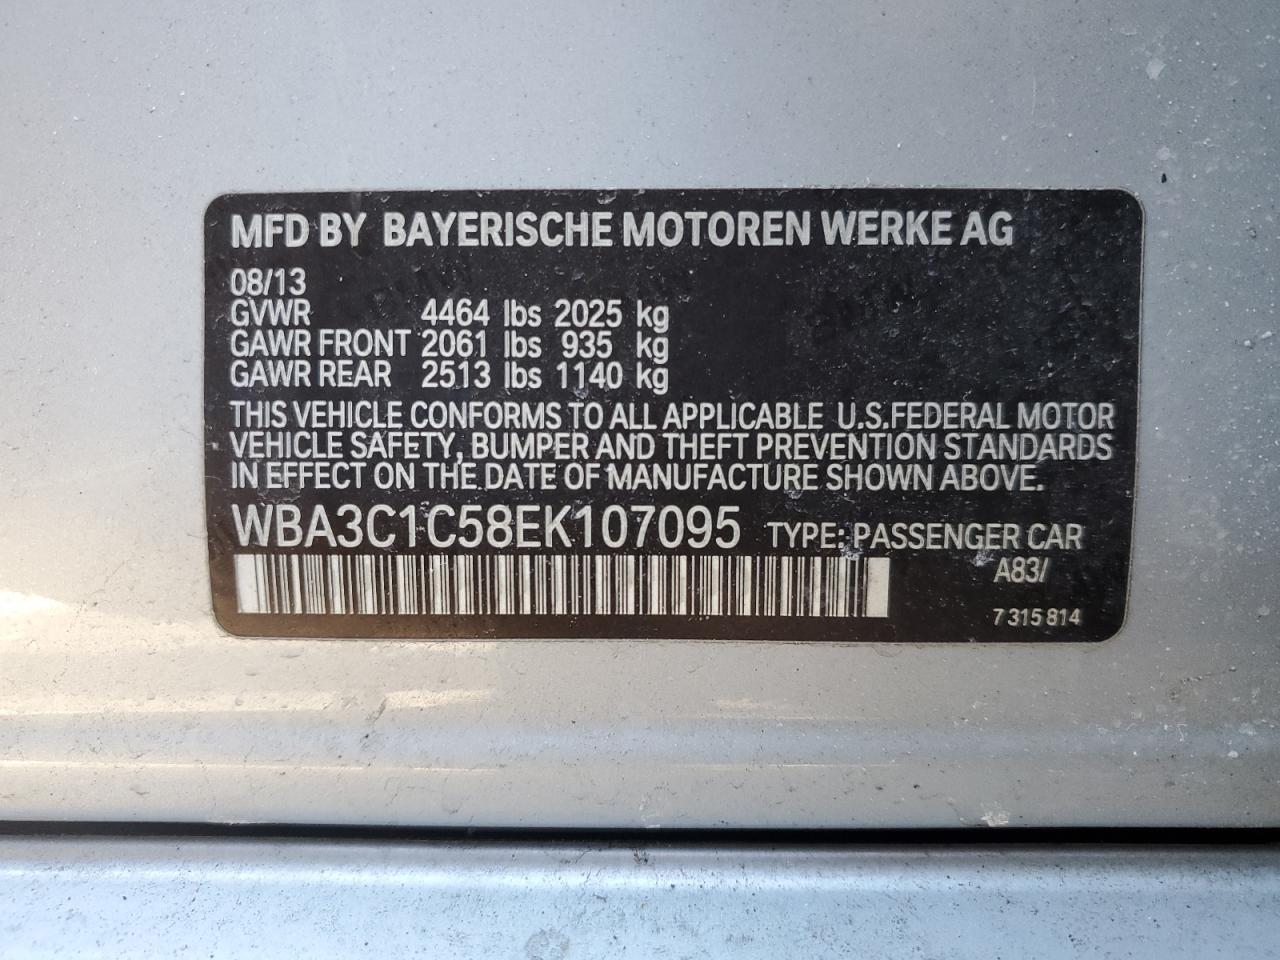 MFD BY BAYERISCHE MOTOREN WERKE AG
08/13
GVWR 4464 lbs 2025 kg
GAWR FRONT 2061 lbs 935 kg
GAWR REAR 2513 lbs 1140 kg
THIS VEHICLE CONFORMS TO ALL APPLICABLE U.S.FEDERAL MOTOR
VEHICLE SAFETY, BUMPER AND THEFT PREVENTION STANDARDS
IN EFFECT ON THE DATE OF MANUFACTURE SHOWN ABOVE.
WBA3C1C58EK107095 TYPE: PASSENGER CAR
A83/
7 315 814